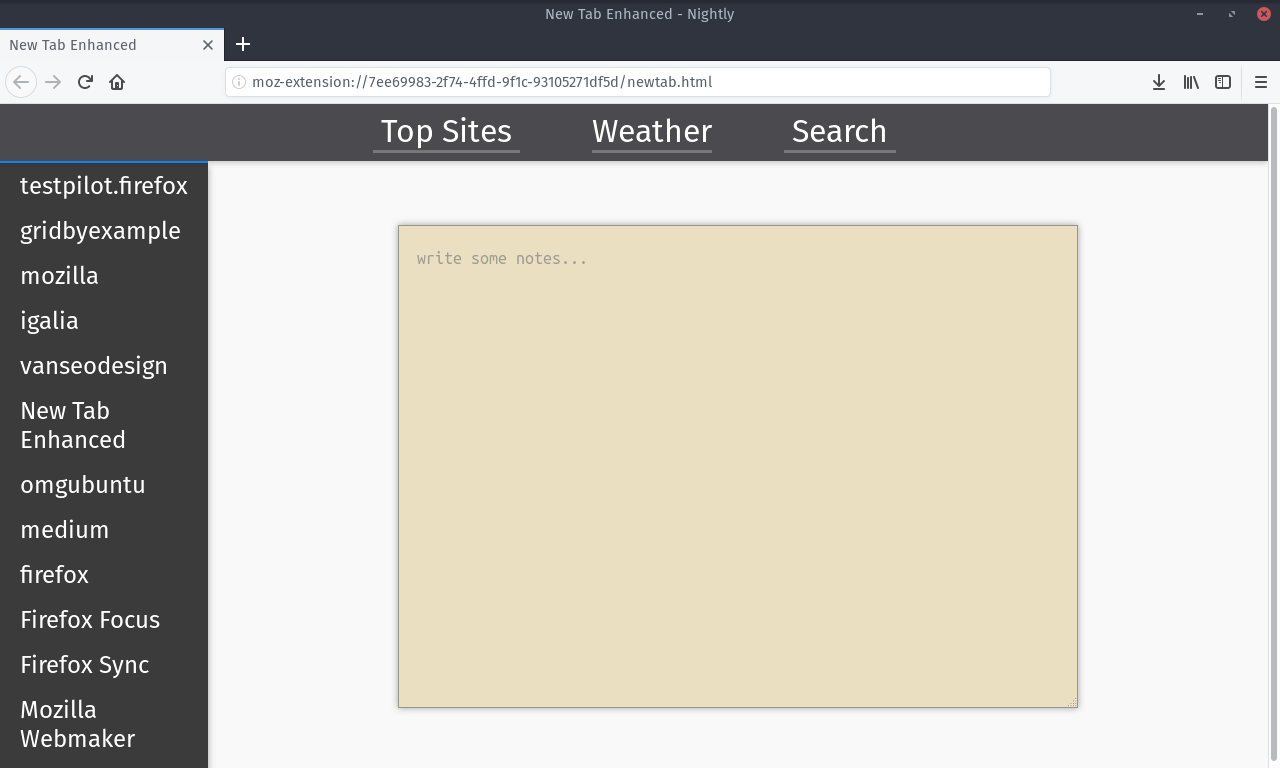 New Tab Enhanced - Nightly
New Tab Enhanced
moz-extension://7ee69983-2f74-4ffd-9f1c-93105271df5d/newtab.html
Top Sites Weather Search
testpilot.firefox
gridbyexample
mozilla
igalia
vanseodesign
New Tab
Enhanced
omgubuntu
medium
firefox
Firefox Focus
Firefox Sync
Mozilla
Webmaker
write some notes...